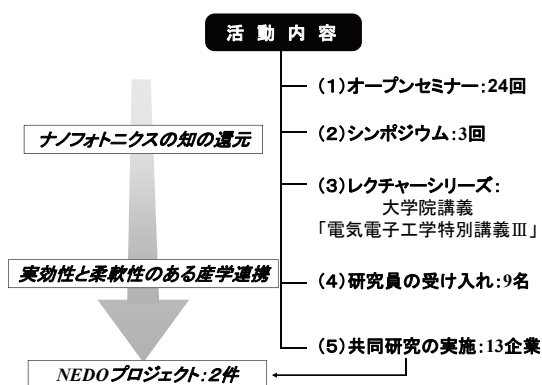 活動内容
(1)オープンセミナー:24回
ナノフォトニクスの知の還元
(2)シンポジウム:3回
(3)レクチャーシリーズ:
大学院講義
「電気電子工学特別講義Ⅲ」
実効性と柔軟性のある産学連携
(4)研究員の受け入れ:9名
(5)共同研究の実施:13企業
NEDOプロジェクト:2件